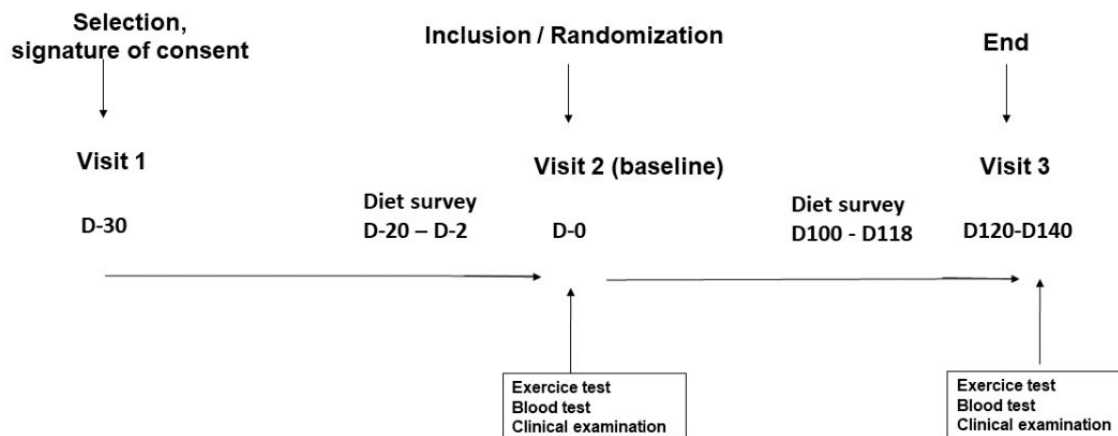 Selection,
signature of consent
Inclusion / Randomization
End
Visit 1
Visit 2 (baseline)
Visit 3
Diet survey
D-20 – D-2
Diet survey
D100 - D118
D-30
D-0
D120-D140
Exercice test
Blood test
Clinical examination
Exercice test
Blood test
Clinical examination